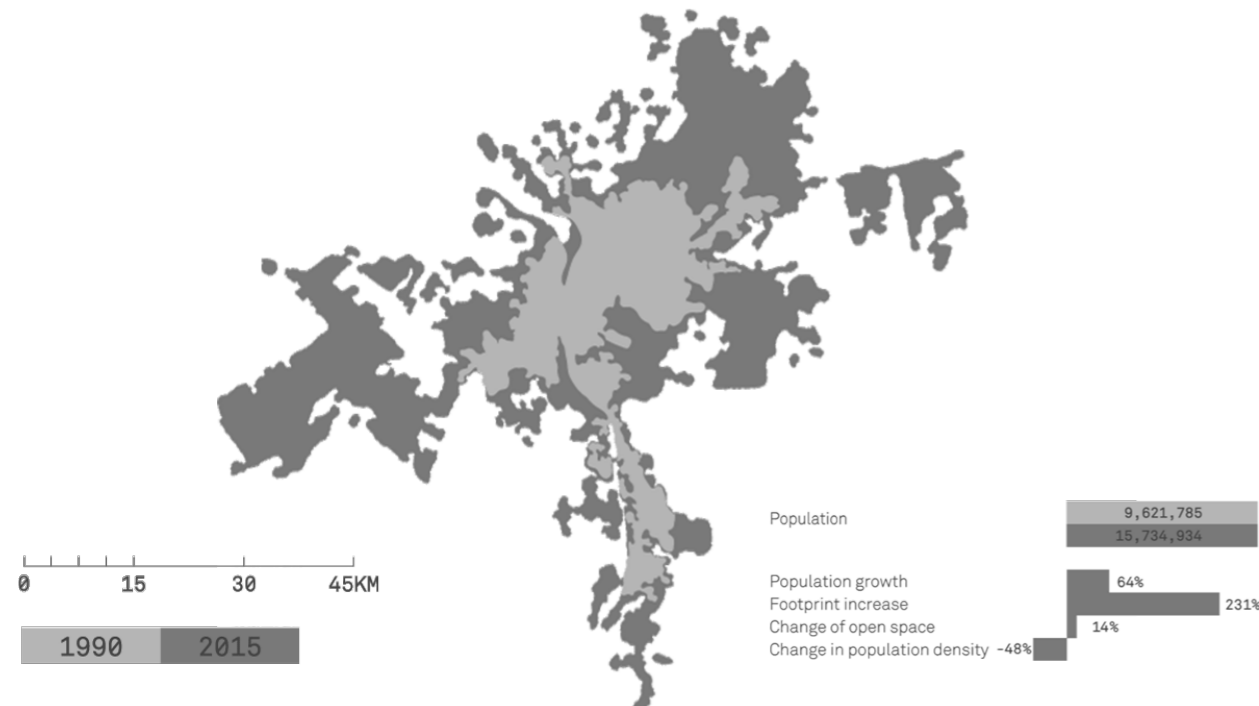 Population
9,621,785
15,734,934
0 15 30 45KM
Population growth 64%
Footprint increase 231%
Change of open space 14%
Change in population density -48%
1990 2015